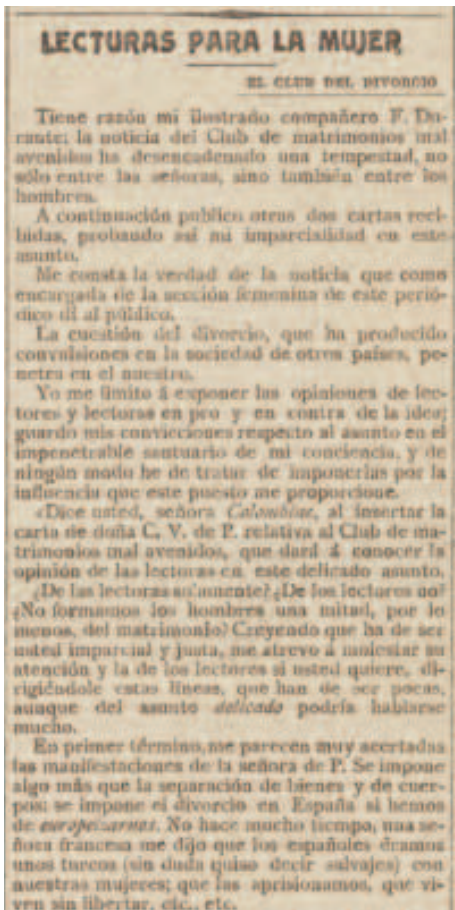 LECTURAS PARA LA MUJER
EL CLUB DEL DIVORCIO
Tiene razón mi ilustrado compañero F. Du-
rante: la noticia del Club de matrimonios mal
avenidos ha desencadenado una tempestad, no
sólo entre las señoras, sino también entre los
hombres.
A continuación publico otras dos cartas reci-
bidas, probando así mi imparcialidad en este
asunto.
Me consta la verdad de la noticia que como
encargada de la sección femenina de este perió-
dico di al público.
La cuestión del divorcio, que ha producido
convulsiones en la sociedad de otros países, pe-
netra en el nuestro.
Yo me limito á exponer las opiniones de lec-
tores y lectoras en pro y en contra de la idea;
guardo mis convicciones respecto al asunto en el
impenetrable santuario de mi conciencia, y de
ningún modo he de tratar de imponerlas por la
influencia que este puesto me proporcione.
«Dice usted, señora Colombine, al insertar la
carta de doña C. V. de P. relativa al Club de ma-
trimonios mal avenidos, que dará á conocer la
opinión de las lectoras en este delicado asunto.
¿De las lectoras so'amente? ¿De los lectores no?
¿No formamos los hombres una mitad, por lo
menos, del matrimonio? Creyendo que ha de ser
usted imparcial y justa, me atrevo á molestar su
atención y la de los lectores si usted quiere, di-
rigiéndole estas líneas, que han de ser pocas,
aunque del asunto delicado podría hablarse
mucho.
En primer término, me parecen muy acertadas
las manifestaciones de la señora de P. Se impone
algo más que la separación de bienes y de cuer-
pos: se impone el divorcio en España si hemos
de europeizarnos. No hace mucho tiempo, una se-
ñora francesa me dijo que los españoles éramos
unos turcos (sin duda quiso decir salvajes) con
nuestras mujeres; que las aprisionamos, que vi-
ven sin libertar, etc., etc.